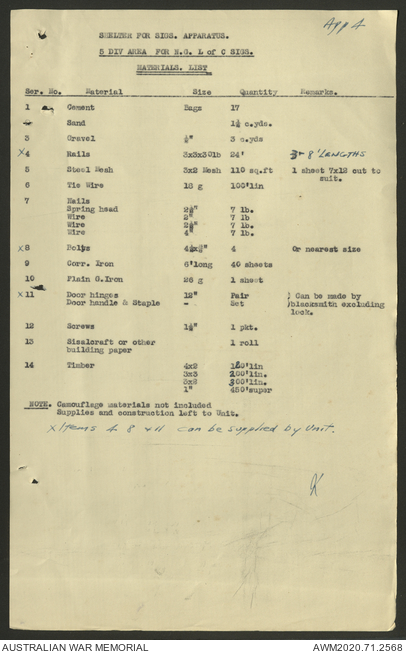 App A
SHELTER FOR SIGS. APPARATUS.
5 DIV AREA FOR N.G. L of C SIGS.
MATERIALS. LIST
Ser. No. Material Size Quantity Remarks.
1 Cement Bags 17
Sand 1½ c.yds.
3 Gravel ½" 3 c.yds
x4 Rails 3x3x30lb 24' 3 - 8' LENGTHS
5 Steel Mesh 3x2 Mesh 110 sq.ft 1 sheet 7x12 cut to
suit.
6 Tie Wire 16 g 100'lin
7 Nails
Spring head 2½" 7 lb.
Wire 2" 7 lb
Wire 2½" 7 lb.
Wire 4" 7 lb.
x8 Bolts 4½x½" 4 Or nearest size
9 Corr. Iron 6'long 40 sheets
10 Plain G.Iron 26 g 1 sheet
x11 Door hinges 12" Pair ) Can be made by
Door handle & Staple - Set )blacksmith excluding
lock.
12 Screws 1½" 1 pkt.
13 Sisalcraft or other 1 roll
building paper
14 Timber 4x2 'lin
3x3 200'lin.
3x2 300'lin.
1" 450'super
NOTE. Camouflage materials not included
Supplies and construction left to Unit.
x Items 4 8 + 11 can be supplied by Unit.
AUSTRALIAN WAR MEMORIAL AWM2020.71.2568